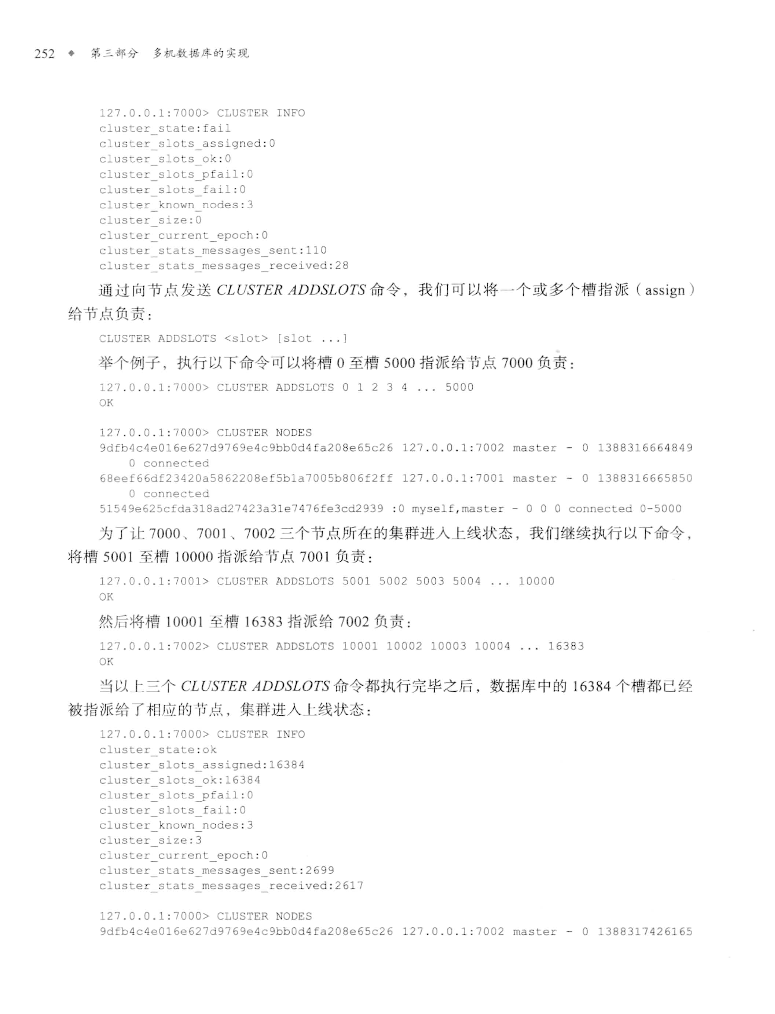 252 ◆ 第三部分 多机数据库的实现
127.0.0.1:7000> CLUSTER INFO
cluster_state:fail
cluster_slots_assigned:0
cluster_slots_ok:0
cluster_slots_pfail:0
cluster_slots_fail:0
cluster_known_nodes:3
cluster_size:0
cluster_current_epoch:0
cluster_stats_messages_sent:110
cluster_stats_messages_received:28
通过向节点发送 CLUSTER ADDSLOTS 命令，我们可以将一个或多个槽指派（assign）
给节点负责：
CLUSTER ADDSLOTS <slot> [slot ...]
举个例子，执行以下命令可以将槽 0 至槽 5000 指派给节点 7000 负责：
127.0.0.1:7000> CLUSTER ADDSLOTS 0 1 2 3 4 ... 5000
OK
127.0.0.1:7000> CLUSTER NODES
9dfb4c4e016e627d9769e4c9bb0d4fa208e65c26 127.0.0.1:7002 master - 0 1388316664849
0 connected
68eef66df23420a5862208ef5b1a7005b806f2ff 127.0.0.1:7001 master - 0 1388316665850
0 connected
51549e625cfda318ad27423a31e7476fe3cd2939 :0 myself,master - 0 0 0 connected 0-5000
为了让 7000、7001、7002 三个节点所在的集群进入上线状态，我们继续执行以下命令，
将槽 5001 至槽 10000 指派给节点 7001 负责：
127.0.0.1:7001> CLUSTER ADDSLOTS 5001 5002 5003 5004 ... 10000
OK
然后将槽 10001 至槽 16383 指派给 7002 负责：
127.0.0.1:7002> CLUSTER ADDSLOTS 10001 10002 10003 10004 ... 16383
OK
当以上三个 CLUSTER ADDSLOTS 命令都执行完毕之后，数据库中的 16384 个槽都已经
被指派给了相应的节点，集群进入上线状态：
127.0.0.1:7000> CLUSTER INFO
cluster_state:ok
cluster_slots_assigned:16384
cluster_slots_ok:16384
cluster_slots_pfail:0
cluster_slots_fail:0
cluster_known_nodes:3
cluster_size:3
cluster_current_epoch:0
cluster_stats_messages_sent:2699
cluster_stats_messages_received:2617
127.0.0.1:7000> CLUSTER NODES
9dfb4c4e016e627d9769e4c9bb0d4fa208e65c26 127.0.0.1:7002 master - 0 1388317426165